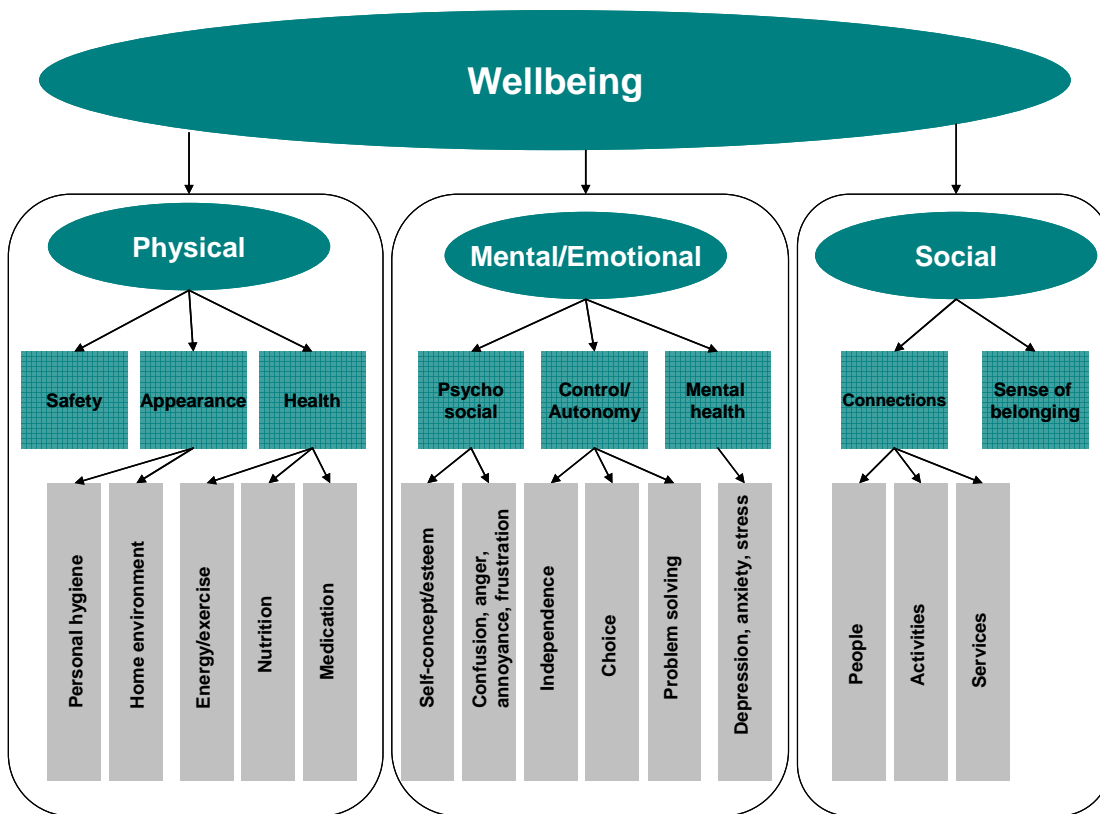 Wellbeing
Physical
Mental/Emotional
Social
Safety
Appearance
Health
Psycho
social
Control/
Autonomy
Mental
health
Connections
Sense of
belonging
Personal hygiene
Home environment
Energy/exercise
Nutrition
Medication
Self-concept/esteem
Confusion, anger,
annoyance, frustration
Independence
Choice
Problem solving
Depression, anxiety, stress
People
Activities
Services